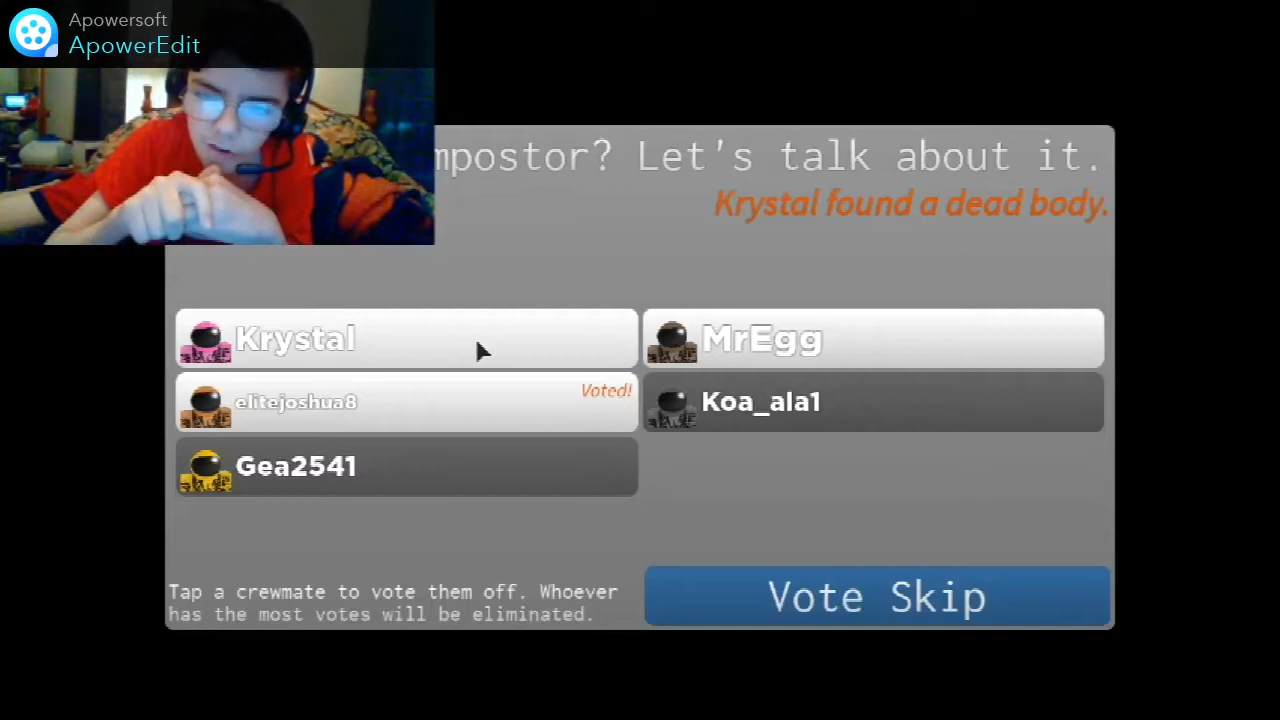 Apowersoft
ApowerEdit
mpostor? Let's talk about it.
Krystal found a dead body.
Krystal
MrEgg
elitejoshua8
Voted!
Koa_ala1
Gea2541
Tap a crewmate to vote them off. Whoever
has the most votes will be eliminated.
Vote Skip